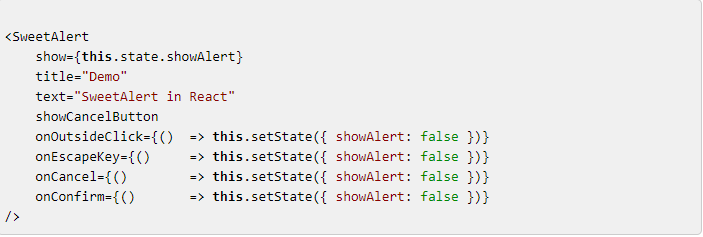 <SweetAlert
    show={this.state.showAlert}
    title="Demo"
    text="SweetAlert in React"
    showCancelButton
    onOutsideClick={()  => this.setState({ showAlert: false })}
    onEscapeKey={()     => this.setState({ showAlert: false })}
    onCancel={()        => this.setState({ showAlert: false })}
    onConfirm={()       => this.setState({ showAlert: false })}
/>